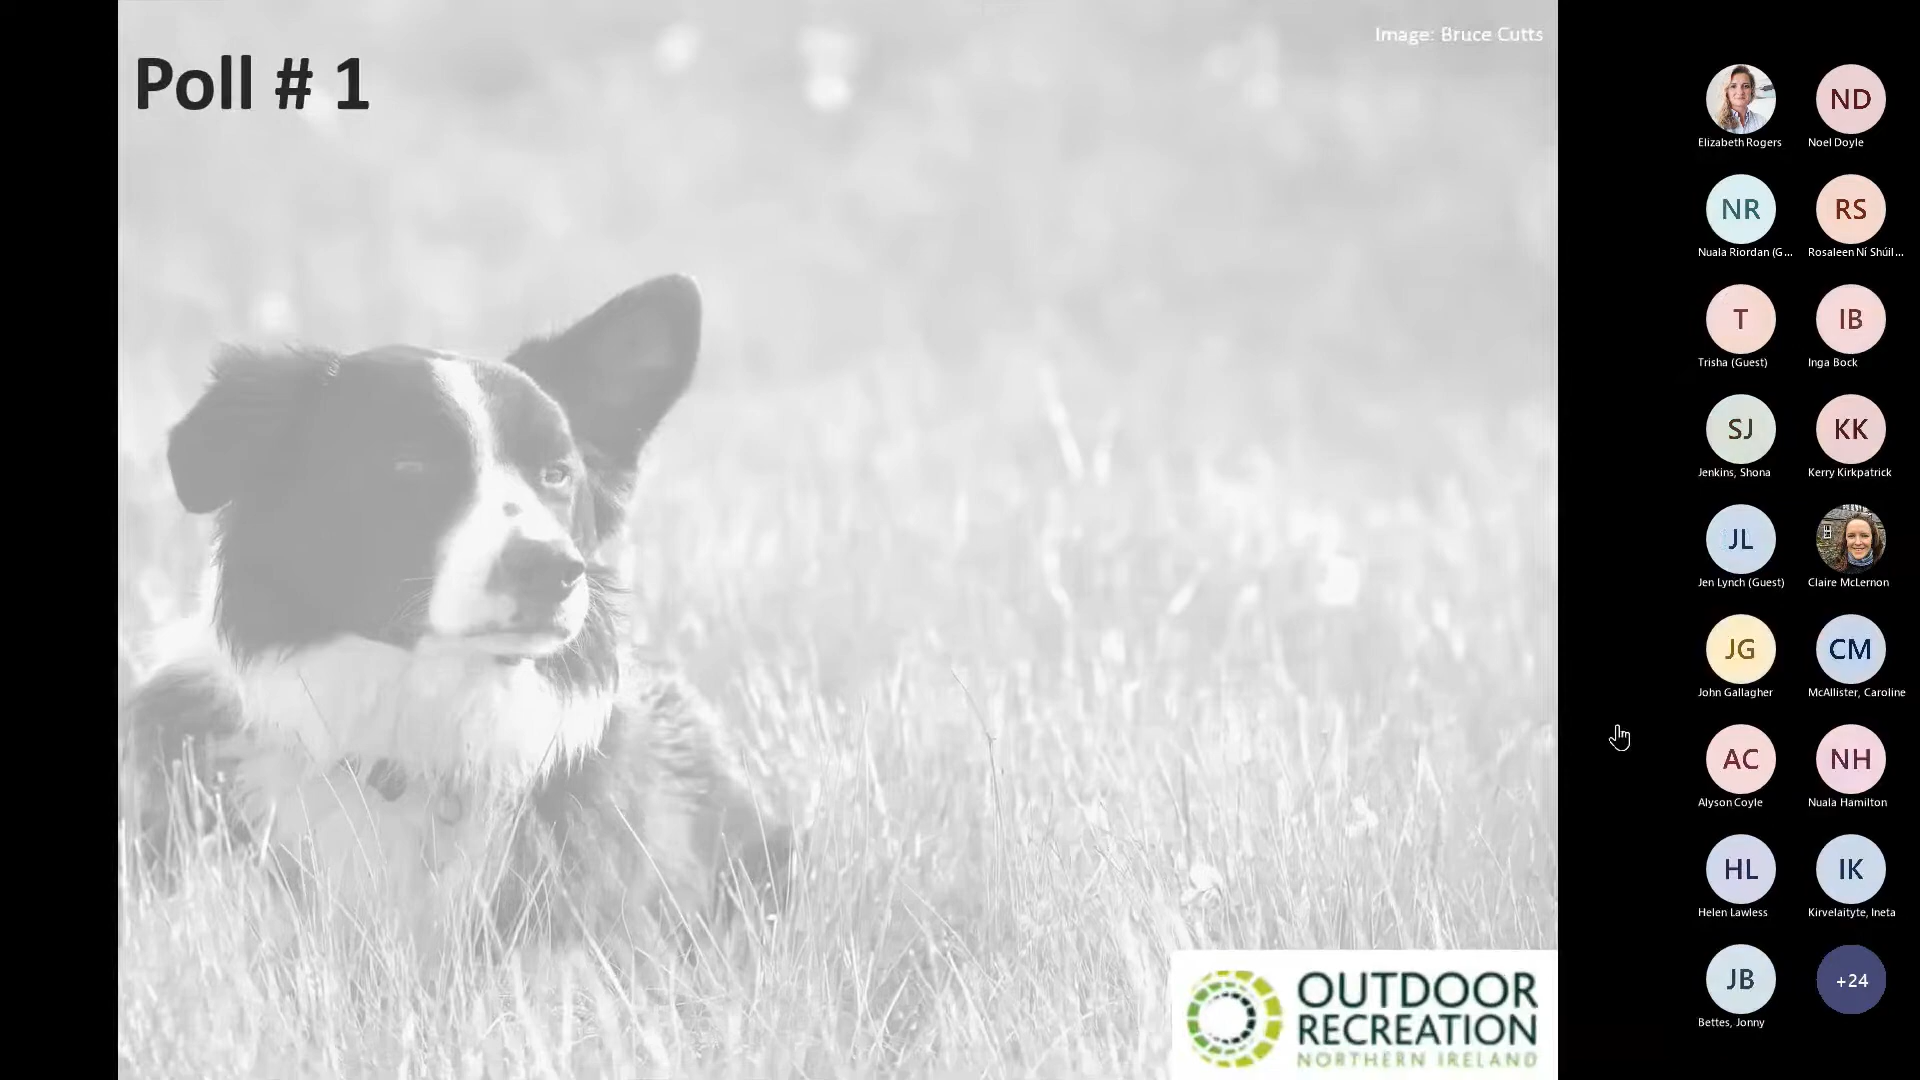 Image: Bruce Cutts
Poll # 1
ND
Elizabeth Rogers
Noel Doyle
NR
RS
Nuala Riordan (G...
Rosaleen Ní Shúil...
T
IB
Trisha (Guest)
Inga Bock
SJ
KK
Jenkins, Shona
Kerry Kirkpatrick
JL
Jen Lynch (Guest)
Claire McLernon
JG
CM
John Gallagher
McAllister, Caroline
AC
NH
Alyson Coyle
Nuala Hamilton
HL
IK
Helen Lawless
Kirvelaityte, Ineta
JB
+24
Bettes, Jonny
OUTDOOR
RECREATION
NORTHERN IRELAND